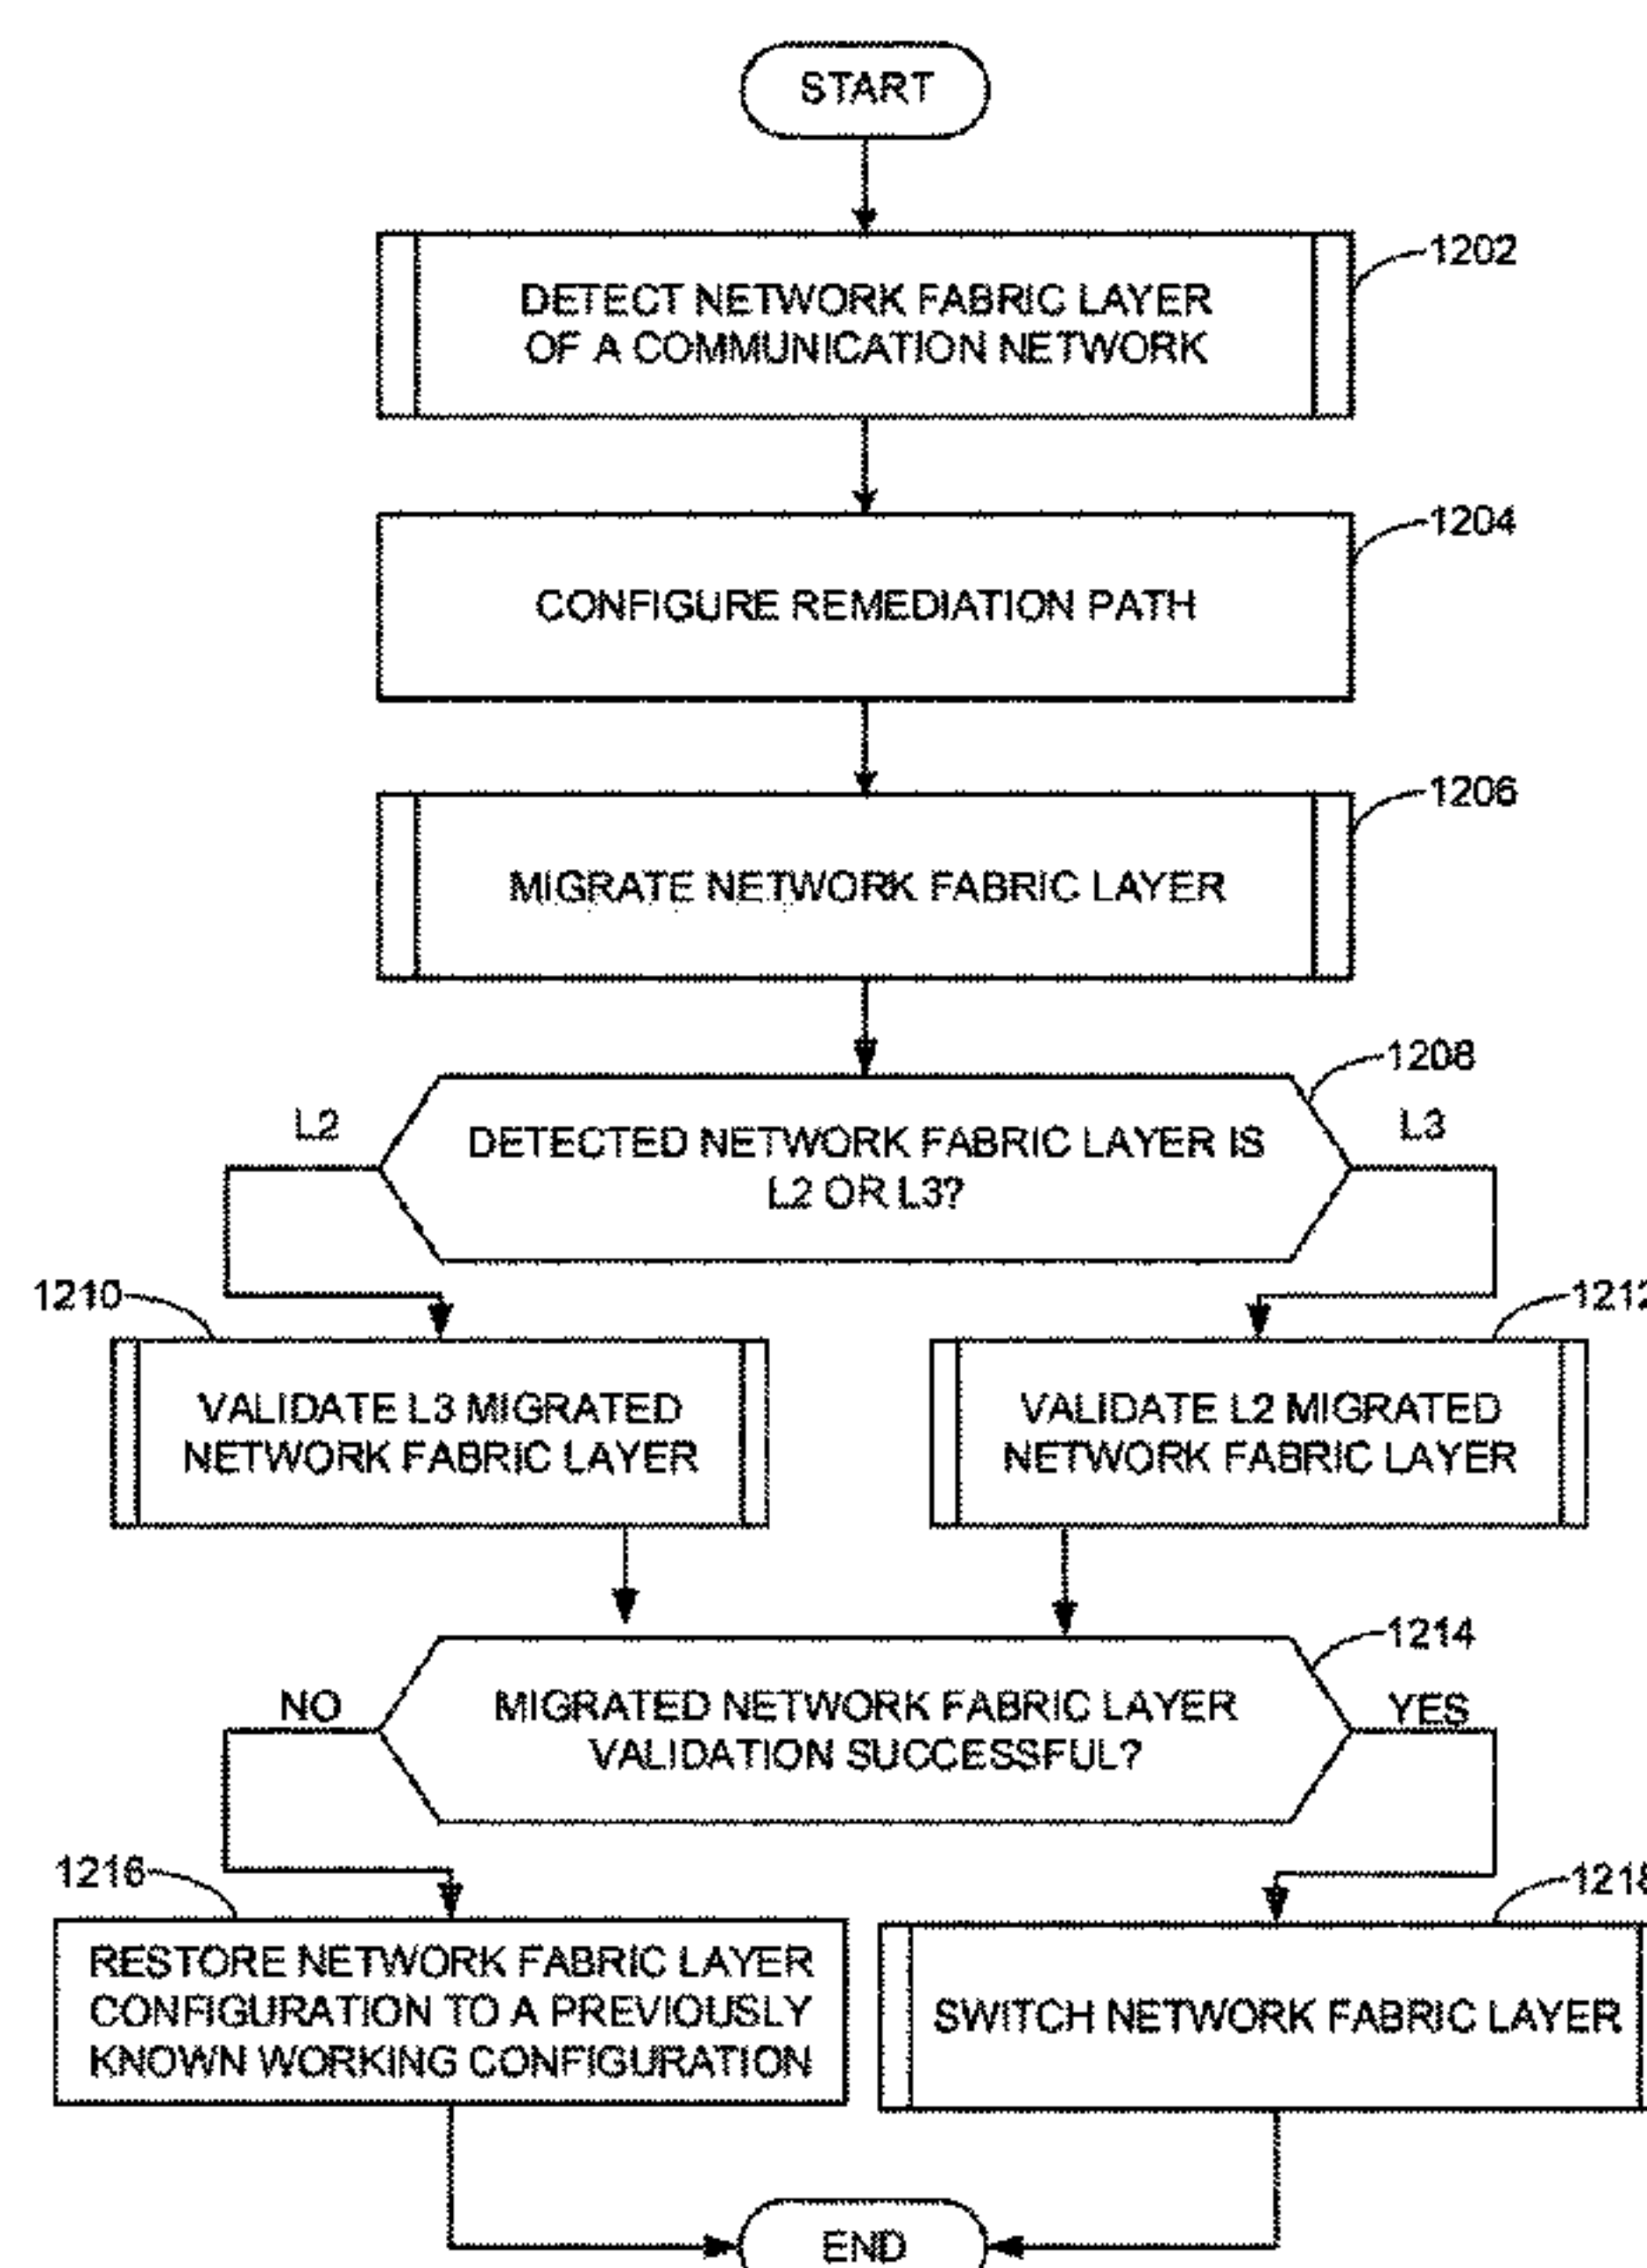 START
DETECT NETWORK FABRIC LAYER
OF A COMMUNICATION NETWORK
1202
CONFIGURE REMEDIATION PATH
1204
MIGRATE NETWORK FABRIC LAYER
1206
DETECTED NETWORK FABRIC LAYER IS
L2 OR L3?
1208
L2
L3
1210
VALIDATE L3 MIGRATED
NETWORK FABRIC LAYER
1212
VALIDATE L2 MIGRATED
NETWORK FABRIC LAYER
1214
MIGRATED NETWORK FABRIC LAYER
VALIDATION SUCCESSFUL?
NO
YES
1216
RESTORE NETWORK FABRIC LAYER
CONFIGURATION TO A PREVIOUSLY
KNOWN WORKING CONFIGURATION
1218
SWITCH NETWORK FABRIC LAYER
END